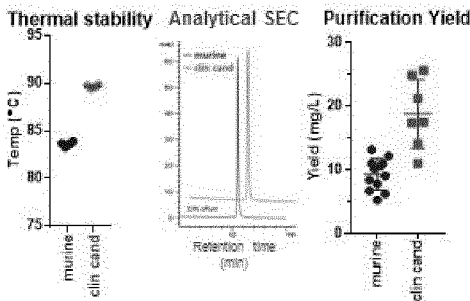 Thermal stability
Analytical SEC
Purification Yield
95
90
85
80
75
Temp (°C)
murine
clin cand
murine
clin cand
Retention time
(min)
30
20
10
0
Yield (mg/L)
murine
clin cand